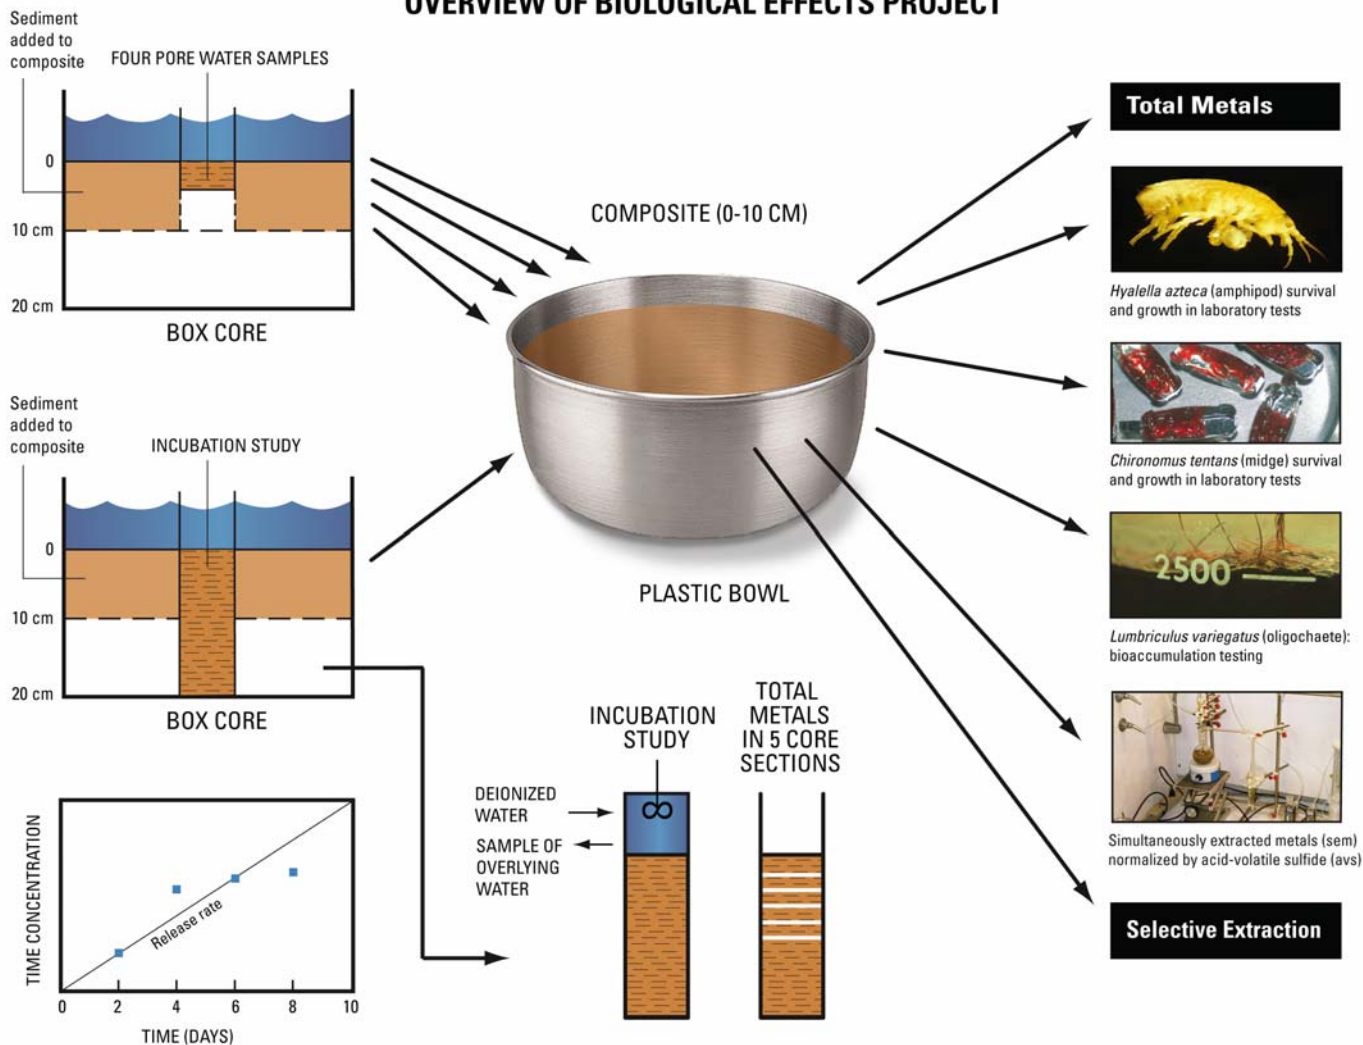 OVERVIEW OF BIOLOGICAL EFFECTS PROJECT
Sediment
added to
composite
FOUR PORE WATER SAMPLES
0
10 cm
20 cm
BOX CORE
Sediment
added to
composite
INCUBATION STUDY
0
10 cm
20 cm
BOX CORE
COMPOSITE (0-10 CM)
PLASTIC BOWL
TIME CONCENTRATION
Release rate
0 2 4 6 8 10
TIME (DAYS)
INCUBATION
STUDY
DEIONIZED
WATER
SAMPLE OF
OVERLYING
WATER
TOTAL
METALS
IN 5 CORE
SECTIONS
Total Metals
Hyalella azteca (amphipod) survival
and growth in laboratory tests
Chironomus tentans (midge) survival
and growth in laboratory tests
2500
Lumbriculus variegatus (oligochaete):
bioaccumulation testing
Simultaneously extracted metals (sem)
normalized by acid-volatile sulfide (avs)
Selective Extraction